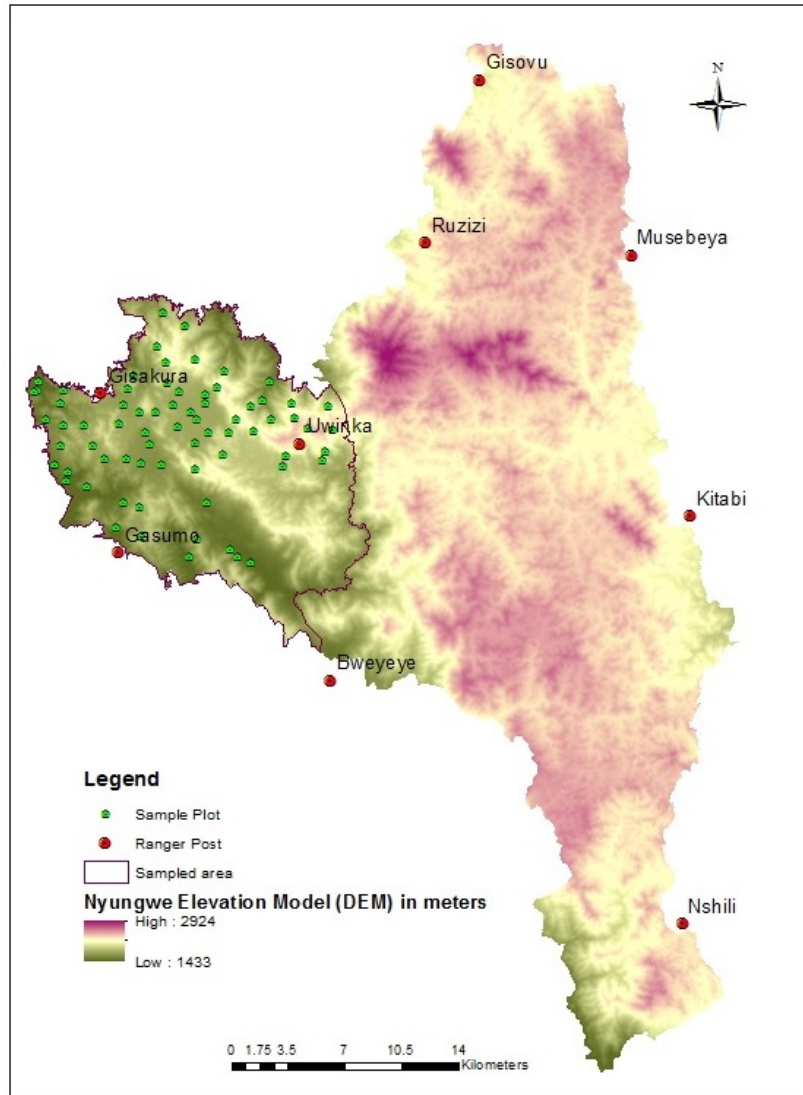 Gisovu
N
Ruzizi
Musebeya
Gisakura
Uwinka
Kitabi
Gasumo
Bweyeye
Legend
Sample Plot
Ranger Post
Sampled area
Nyungwe Elevation Model (DEM) in meters
High : 2924
Low : 1433
Nshili
0 1.75 3.5 7 10.5 14
Kilometers